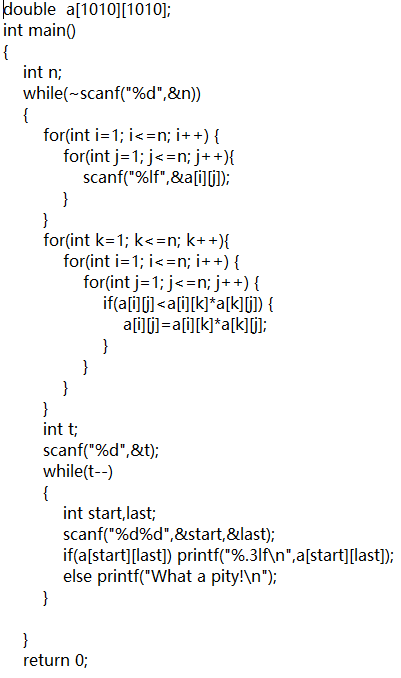 double  a[1010][1010];
int main()
{
    int n;
    while(~scanf("%d",&n))
    {
        for(int i=1; i<=n; i++) {
            for(int j=1; j<=n; j++){
                scanf("%lf",&a[i][j]);
            }
        }
        for(int k=1; k<=n; k++){
            for(int i=1; i<=n; i++) {
                for(int j=1; j<=n; j++) {
                    if(a[i][j]<a[i][k]*a[k][j]) {
                        a[i][j]=a[i][k]*a[k][j];
                    }
                }
            }
        }
        int t;
        scanf("%d",&t);
        while(t--)
        {
            int start,last;
            scanf("%d%d",&start,&last);
            if(a[start][last]) printf("%.3lf\n",a[start][last]);
            else printf("What a pity!\n");
        }

    }
    return 0;